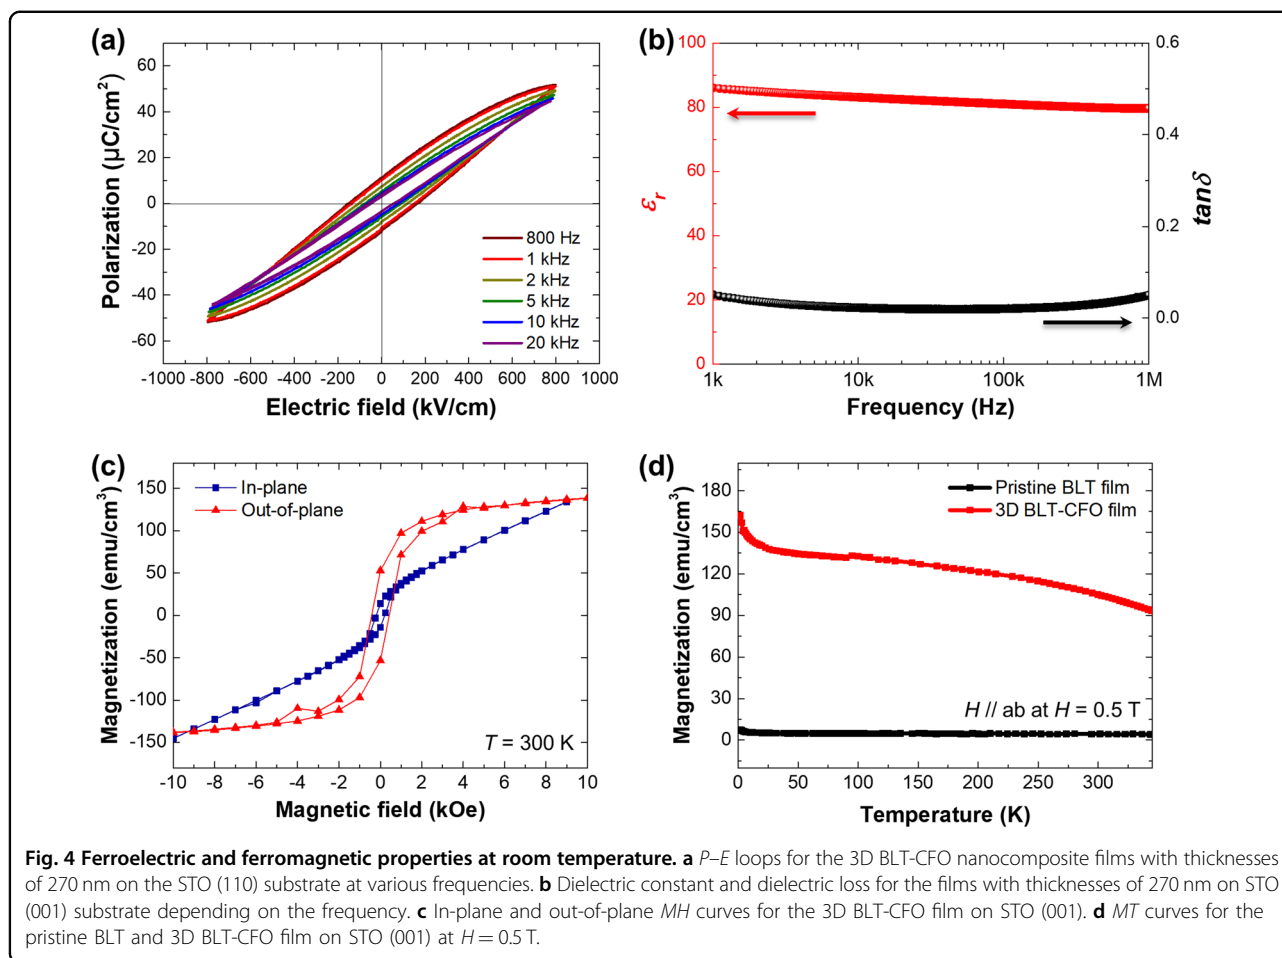 (a)
Polarization (µC/cm²)
60
40
20
0
-20
-40
-60
800 Hz
1 kHz
2 kHz
5 kHz
10 kHz
20 kHz
-1000 -800 -600 -400 -200 0 200 400 600 800 1000
Electric field (kV/cm)
(b)
εr
100
80
60
40
20
0
0.6
0.4
0.2
0.0
tanδ
1k 10k 100k 1M
Frequency (Hz)
(c)
Magnetization (emu/cm³)
150
100
50
0
-50
-100
-150
In-plane
Out-of-plane
T = 300 K
-10 -8 -6 -4 -2 0 2 4 6 8 10
Magnetic field (kOe)
(d)
Magnetization (emu/cm³)
180
150
120
90
60
30
0
Pristine BLT film
3D BLT-CFO film
H // ab at H = 0.5 T
0 50 100 150 200 250 300
Temperature (K)
Fig. 4 Ferroelectric and ferromagnetic properties at room temperature. a P–E loops for the 3D BLT-CFO nanocomposite films with thicknesses
of 270 nm on the STO (110) substrate at various frequencies. b Dielectric constant and dielectric loss for the films with thicknesses of 270 nm on STO
(001) substrate depending on the frequency. c In-plane and out-of-plane MH curves for the 3D BLT-CFO film on STO (001). d MT curves for the
pristine BLT and 3D BLT-CFO film on STO (001) at H = 0.5 T.